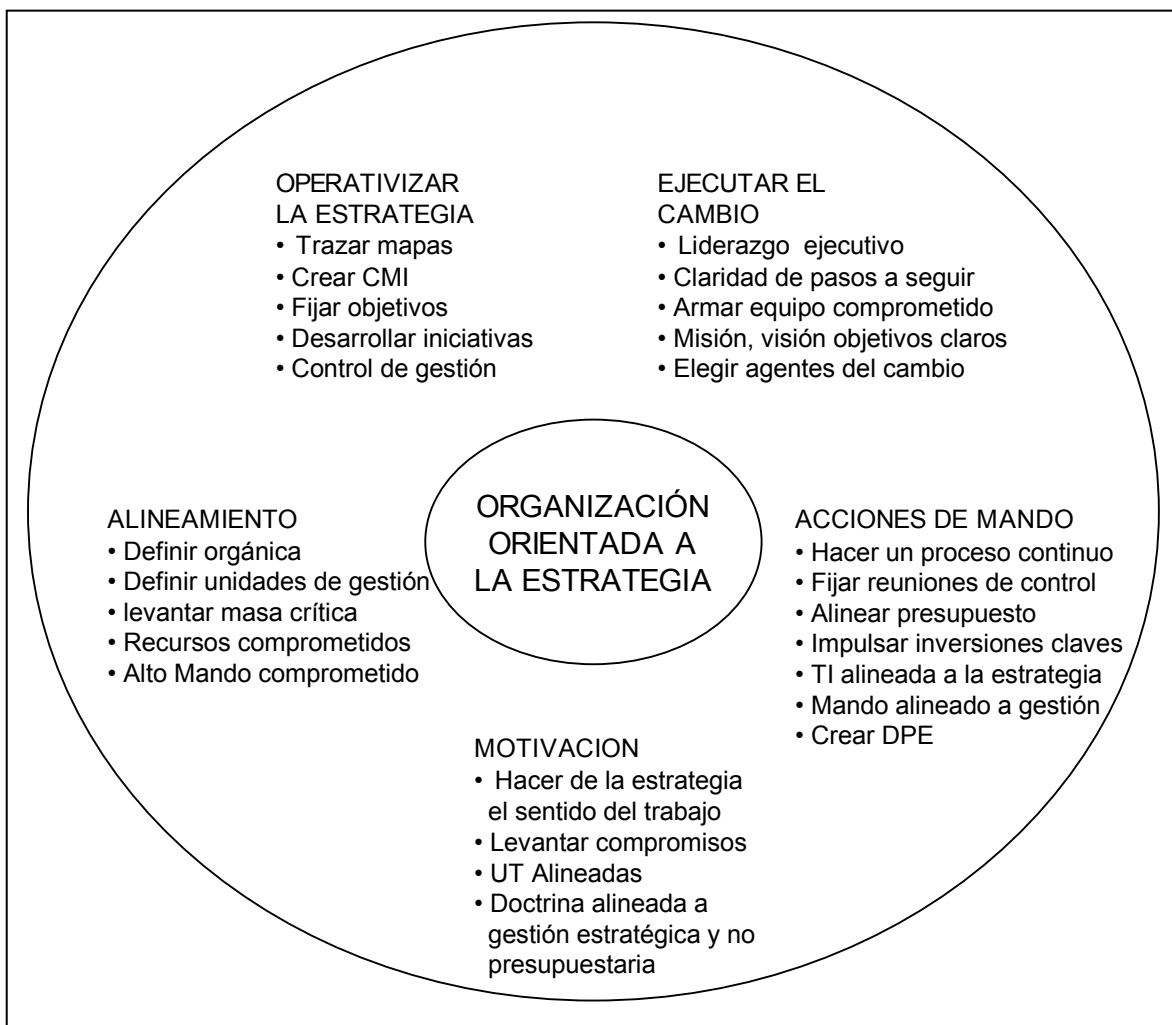 OPERATIVIZAR
LA ESTRATEGIA
• Trazar mapas
• Crear CMI
• Fijar objetivos
• Desarrollar iniciativas
• Control de gestión
EJECUTAR EL
CAMBIO
• Liderazgo ejecutivo
• Claridad de pasos a seguir
• Armar equipo comprometido
• Misión, visión objetivos claros
• Elegir agentes del cambio
ORGANIZACIÓN
ORIENTADA A
LA ESTRATEGIA
ALINEAMIENTO
• Definir orgánica
• Definir unidades de gestión
• levantar masa crítica
• Recursos comprometidos
• Alto Mando comprometido
ACCIONES DE MANDO
• Hacer un proceso continuo
• Fijar reuniones de control
• Alinear presupuesto
• Impulsar inversiones claves
• TI alineada a la estrategia
• Mando alineado a gestión
• Crear DPE
MOTIVACION
• Hacer de la estrategia
el sentido del trabajo
• Levantar compromisos
• UT Alineadas
• Doctrina alineada a
gestión estratégica y no
presupuestaria